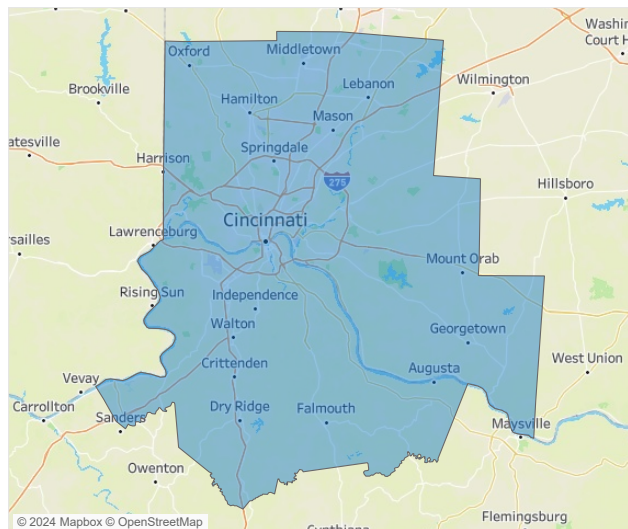 Washin
Oxford
Middletown
Court H
Lebanon
Wilmington
Brookville
Hamilton
Mason
atesville
Springdale
Harrison
275
Hillsboro
Cincinnati
Lawrenceburg
ersailles
Mount Orab
Rising Sun
Independence
Walton
Georgetown
West Union
Crittenden
Augusta
Vevay
Carrollton
Dry Ridge
Falmouth
Sanders
Maysville
Owenton
Flemingsburg
© 2024 Mapbox © OpenStreetMap